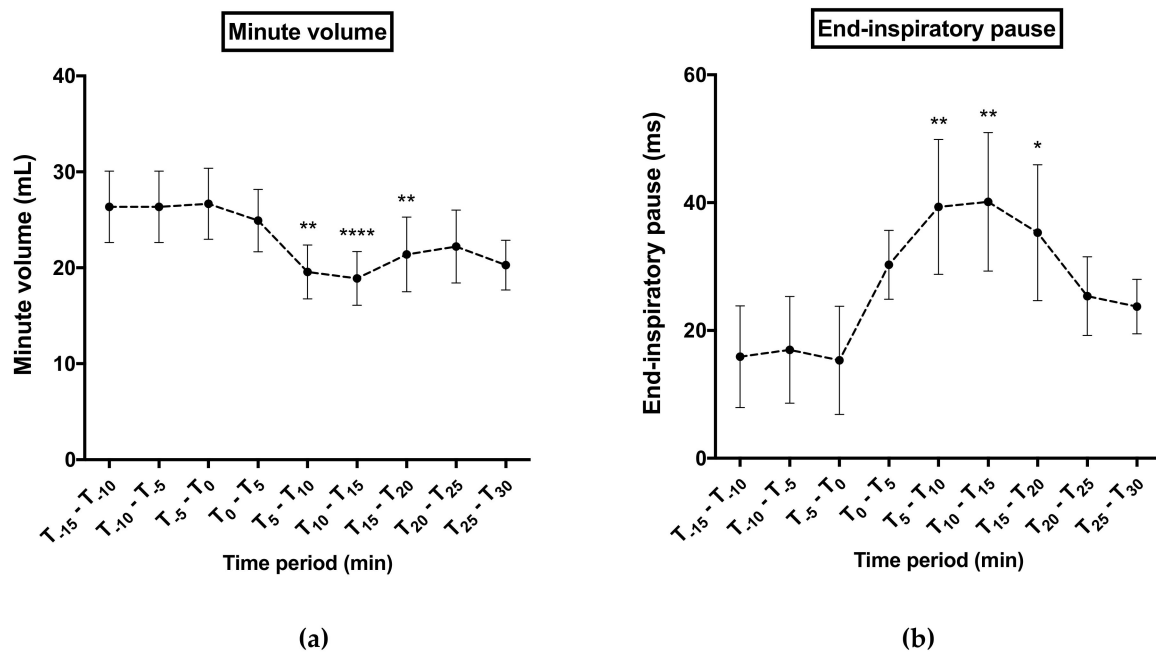 Minute volume
Minute volume (mL)
40
30
20
10
0
**
****
**
T-15 - T-10
T-10 - T-5
T-5 - T0
T0 - T5
T5 - T10
T10 - T15
T15 - T20
T20 - T25
T25 - T30
Time period (min)
(a)
End-inspiratory pause
End-inspiratory pause (ms)
60
40
20
0
**
**
*
T-15 - T-10
T-10 - T-5
T-5 - T0
T0 - T5
T5 - T10
T10 - T15
T15 - T20
T20 - T25
T25 - T30
Time period (min)
(b)